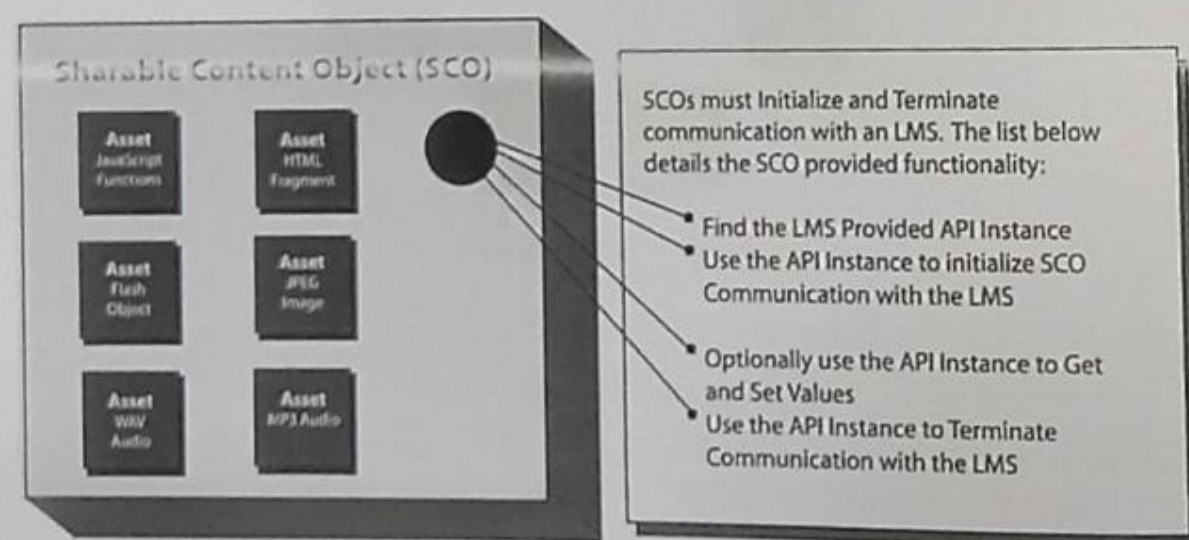 Sharable Content Object (SCO)
Asset
JavaScript
Functions
Asset
HTML
Fragment
Asset
Flash
Object
Asset
JPEG
Image
Asset
WAV
Audio
Asset
MP3 Audio
SCOs must Initialize and Terminate
communication with an LMS. The list below
details the SCO provided functionality:
Find the LMS Provided API Instance
Use the API Instance to initialize SCO
Communication with the LMS
Optionally use the API Instance to Get
and Set Values
Use the API Instance to Terminate
Communication with the LMS